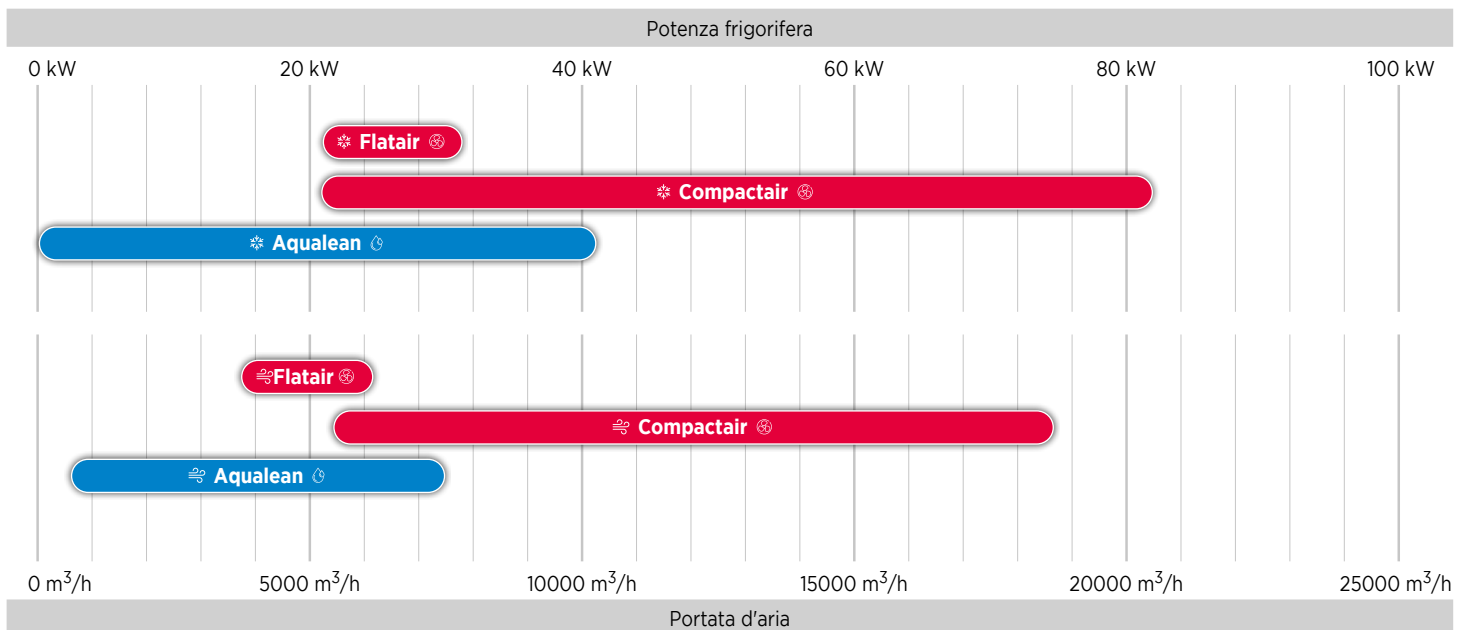 Potenza frigorifera
0 kW 20 kW 40 kW 60 kW 80 kW 100 kW
Flatair
Compactair
Aqualean
Flatair
Compactair
Aqualean
0 m³/h 5000 m³/h 10000 m³/h 15000 m³/h 20000 m³/h 25000 m³/h
Portata d'aria